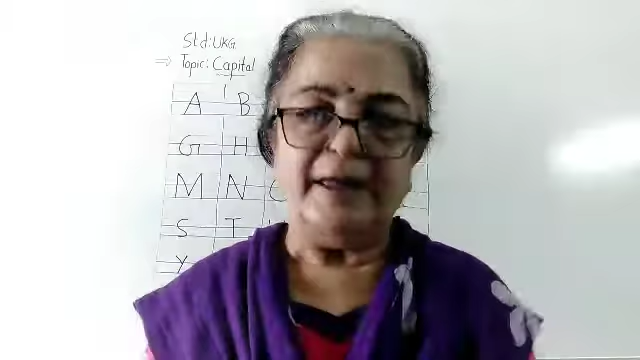 Std: UKG
⇒ Topic: Capital
A B
G H
M N
S T
Y